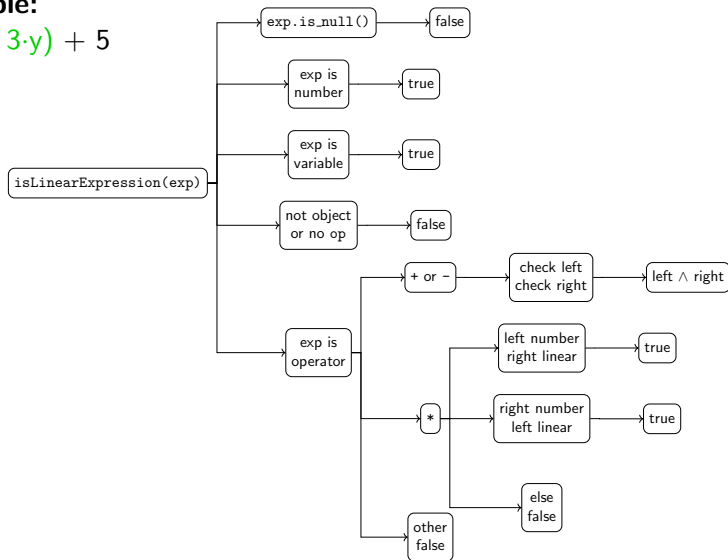 ple:
3·y) + 5
exp.is_null()
false
exp is
number
true
exp is
variable
true
isLinearExpression(exp)
not object
or no op
false
+ or -
check left
check right
left ∧ right
exp is
operator
left number
right linear
true
*
right number
left linear
true
else
false
other
false